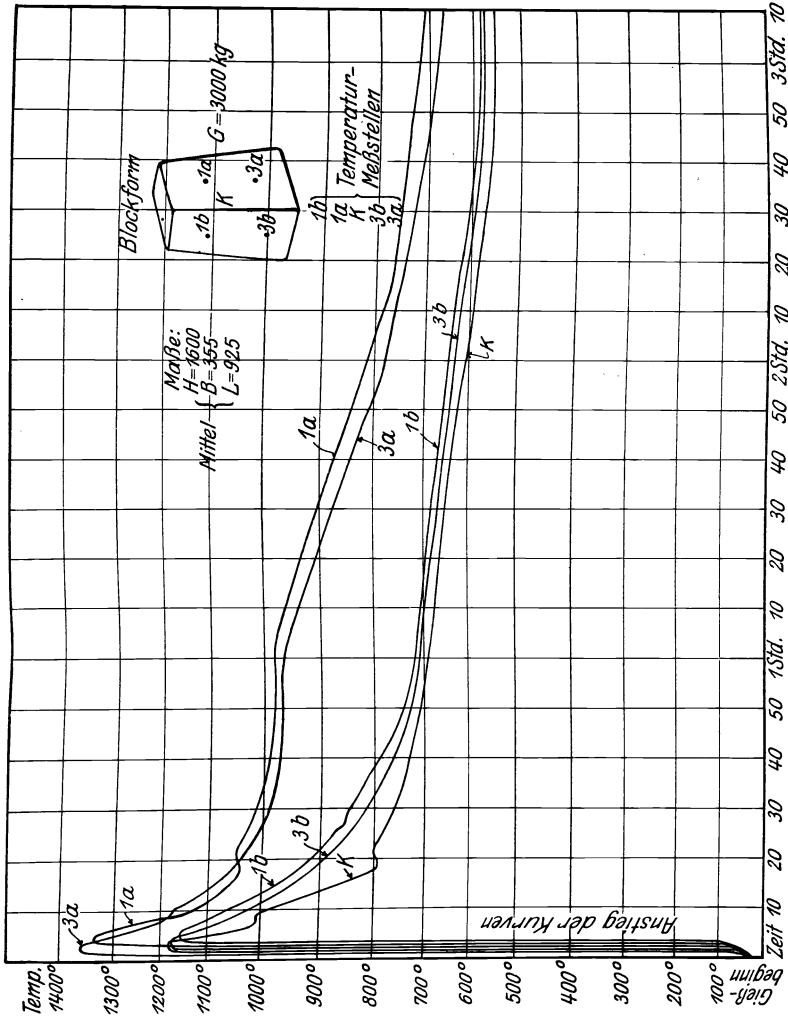 Temp.
1400°
1300°
1200°
1100°
1000°
900°
800°
700°
600°
500°
300°
200°
100°
Gieß-
beginn
Blockform
1b
1a
K
3b
3a
G=3000kg
1b
1a
K
3b
3a
Temperatur-
Meßstellen
Maße:
H=1600
Mittel B=355
L=925
3a
1a
1b
3b
K
1a
3a
1b
3b
K
Anstieg der Kurven
Zeit 10 20 30 40 50 1Std. 10 20 30 40 50 2Std. 10 20 30 40 50 3Std. 10